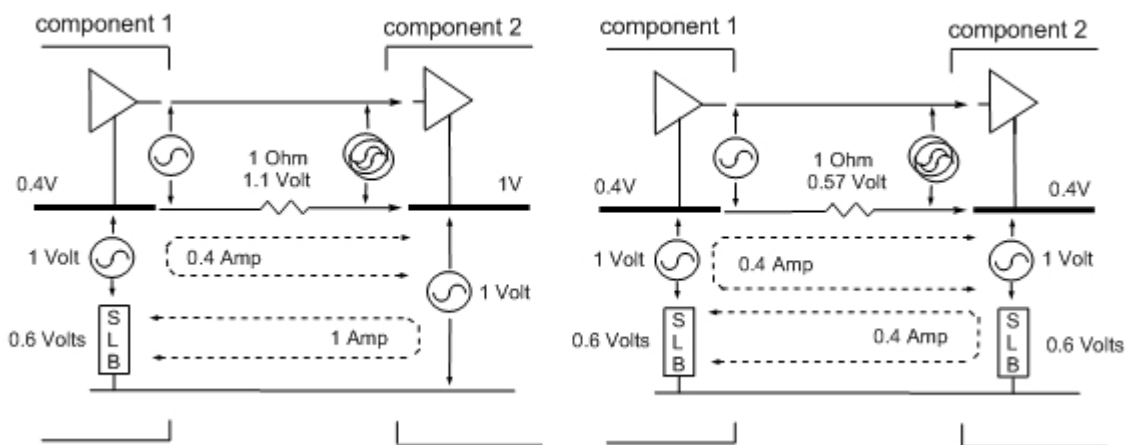 component 1
component 2
1 Ohm
1.1 Volt
0.4V
1V
1 Volt
0.4 Amp
1 Volt
0.6 Volts
S
L
B
1 Amp
component 1
component 2
1 Ohm
0.57 Volt
0.4V
0.4V
1 Volt
0.4 Amp
1 Volt
0.6 Volts
S
L
B
0.4 Amp
S
L
B
0.6 Volts